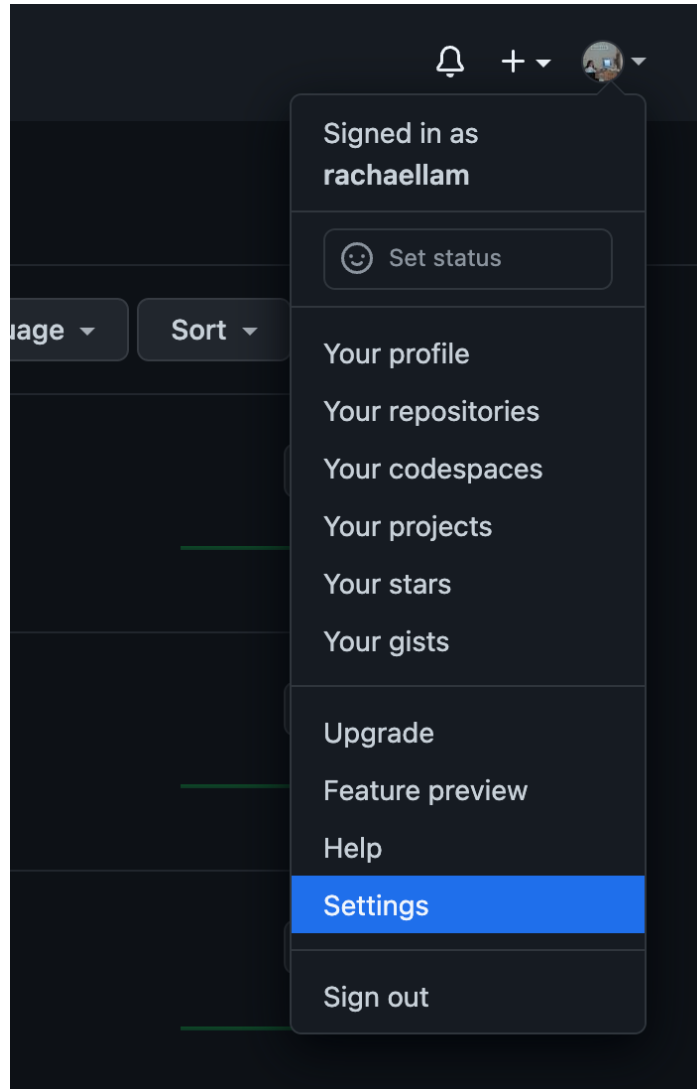 Signed in as
rachaellam
Set status
uage
Sort
Your profile
Your repositories
Your codespaces
Your projects
Your stars
Your gists
Upgrade
Feature preview
Help
Settings
Sign out